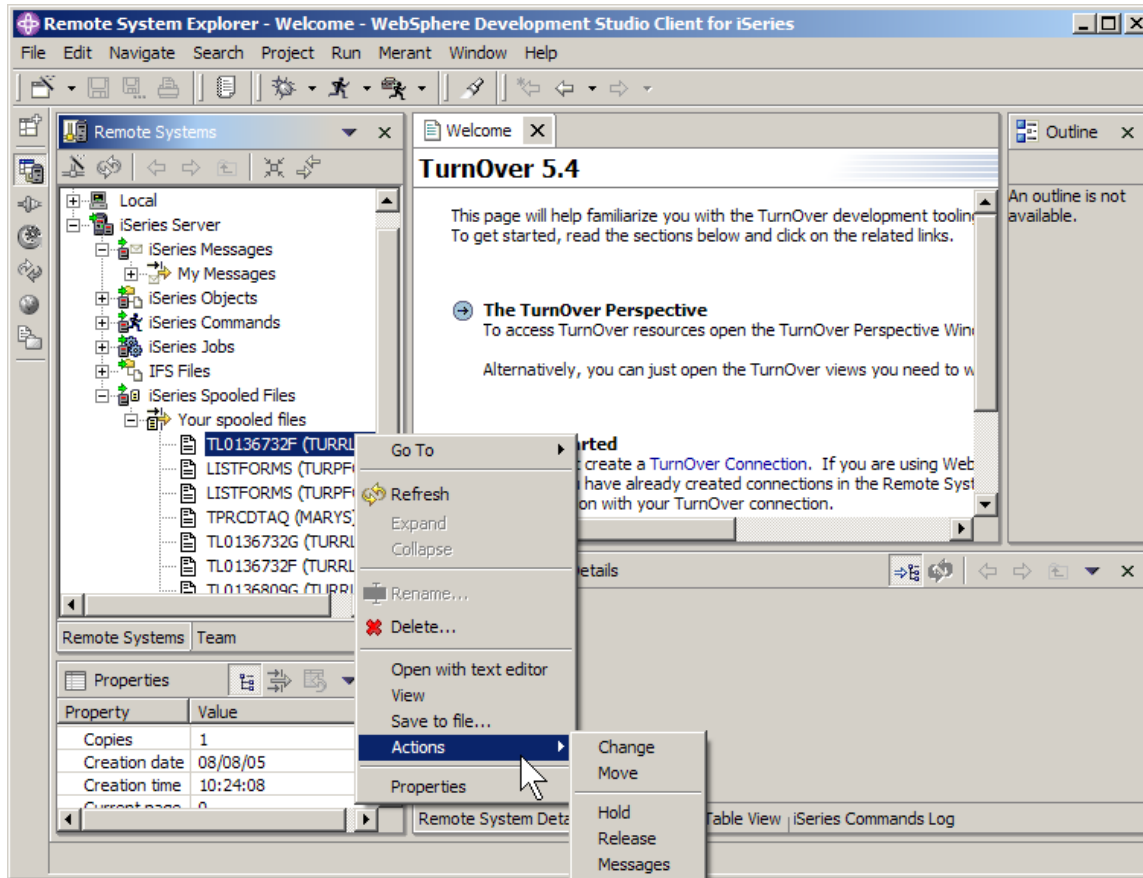 Remote System Explorer - Welcome - WebSphere Development Studio Client for iSeries
File Edit Navigate Search Project Run Merant Window Help
Remote Systems
Local
iSeries Server
iSeries Messages
My Messages
iSeries Objects
iSeries Commands
iSeries Jobs
IFS Files
iSeries Spooled Files
Your spooled files
TL0136732F (TURRL
LISTFORMS (TURPF
LISTFORMS (TURPF
TPRCDTAQ (MARYS)
TL0136732G (TURRL
TL0136732F (TURRL
TL0136809G (TURRL
Remote Systems Team
Properties
Property Value
Copies 1
Creation date 08/08/05
Creation time 10:24:08
Current page 0
Welcome
TurnOver 5.4
This page will help familiarize you with the TurnOver development tooling
To get started, read the sections below and click on the related links.
The TurnOver Perspective
To access TurnOver resources open the TurnOver Perspective Win
Alternatively, you can just open the TurnOver views you need to w
rted
create a TurnOver Connection. If you are using Web
have already created connections in the Remote Syst
on with your TurnOver connection.
Outline
An outline is not
available.
Go To
Refresh
Expand
Collapse
Rename...
Delete...
Open with text editor
View
Save to file...
Actions
Properties
Change
Move
Hold
Release
Messages
etails
Remote System Deta Table View iSeries Commands Log